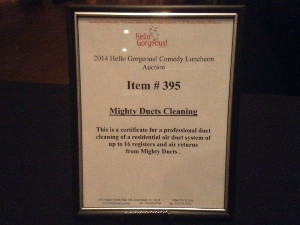 Hello
Gorgeous!
2014 Hello Gorgeous! Comedy Luncheon
Auction
Item # 395
Mighty Ducts Cleaning
This is a certificate for a professional duct
cleaning of a residential air duct system of
up to 16 registers and air returns
from Mighty Ducts .